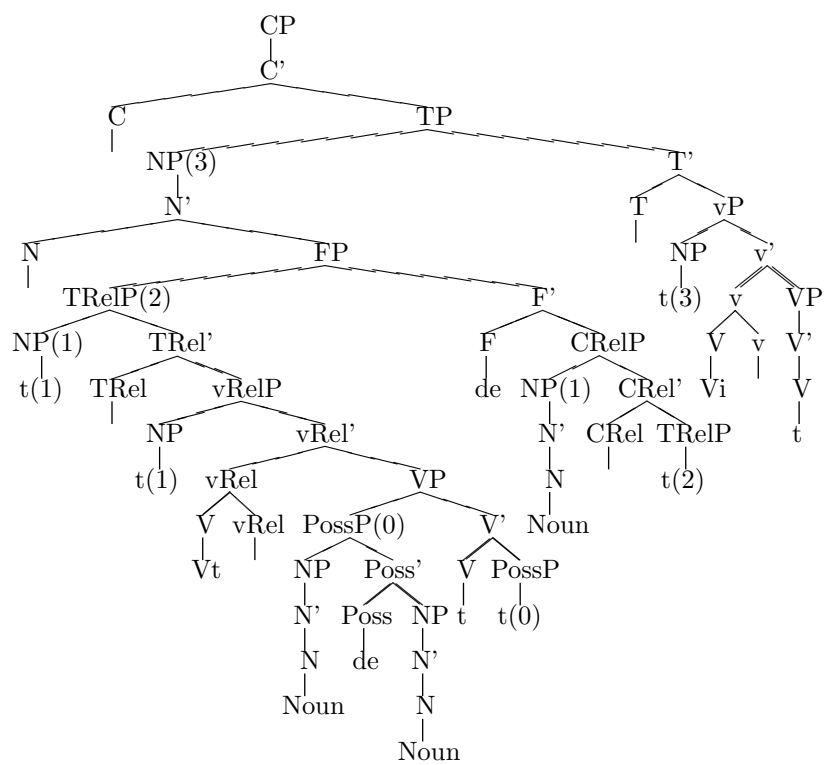 CP
C'
C TP
NP(3) T'
N' T vP
N FP NP v'
TRelP(2) F' t(3) v VP
NP(1) TRel' F CRelP V v V'
t(1) TRel vRelP de NP(1) CRel' Vi V
NP vRel' N' CRel TRelP t
t(1) vRel VP N t(2)
V vRel PossP(0) V' Noun
Vt NP Poss' V PossP
N' Poss NP t t(0)
N de N'
Noun N
Noun